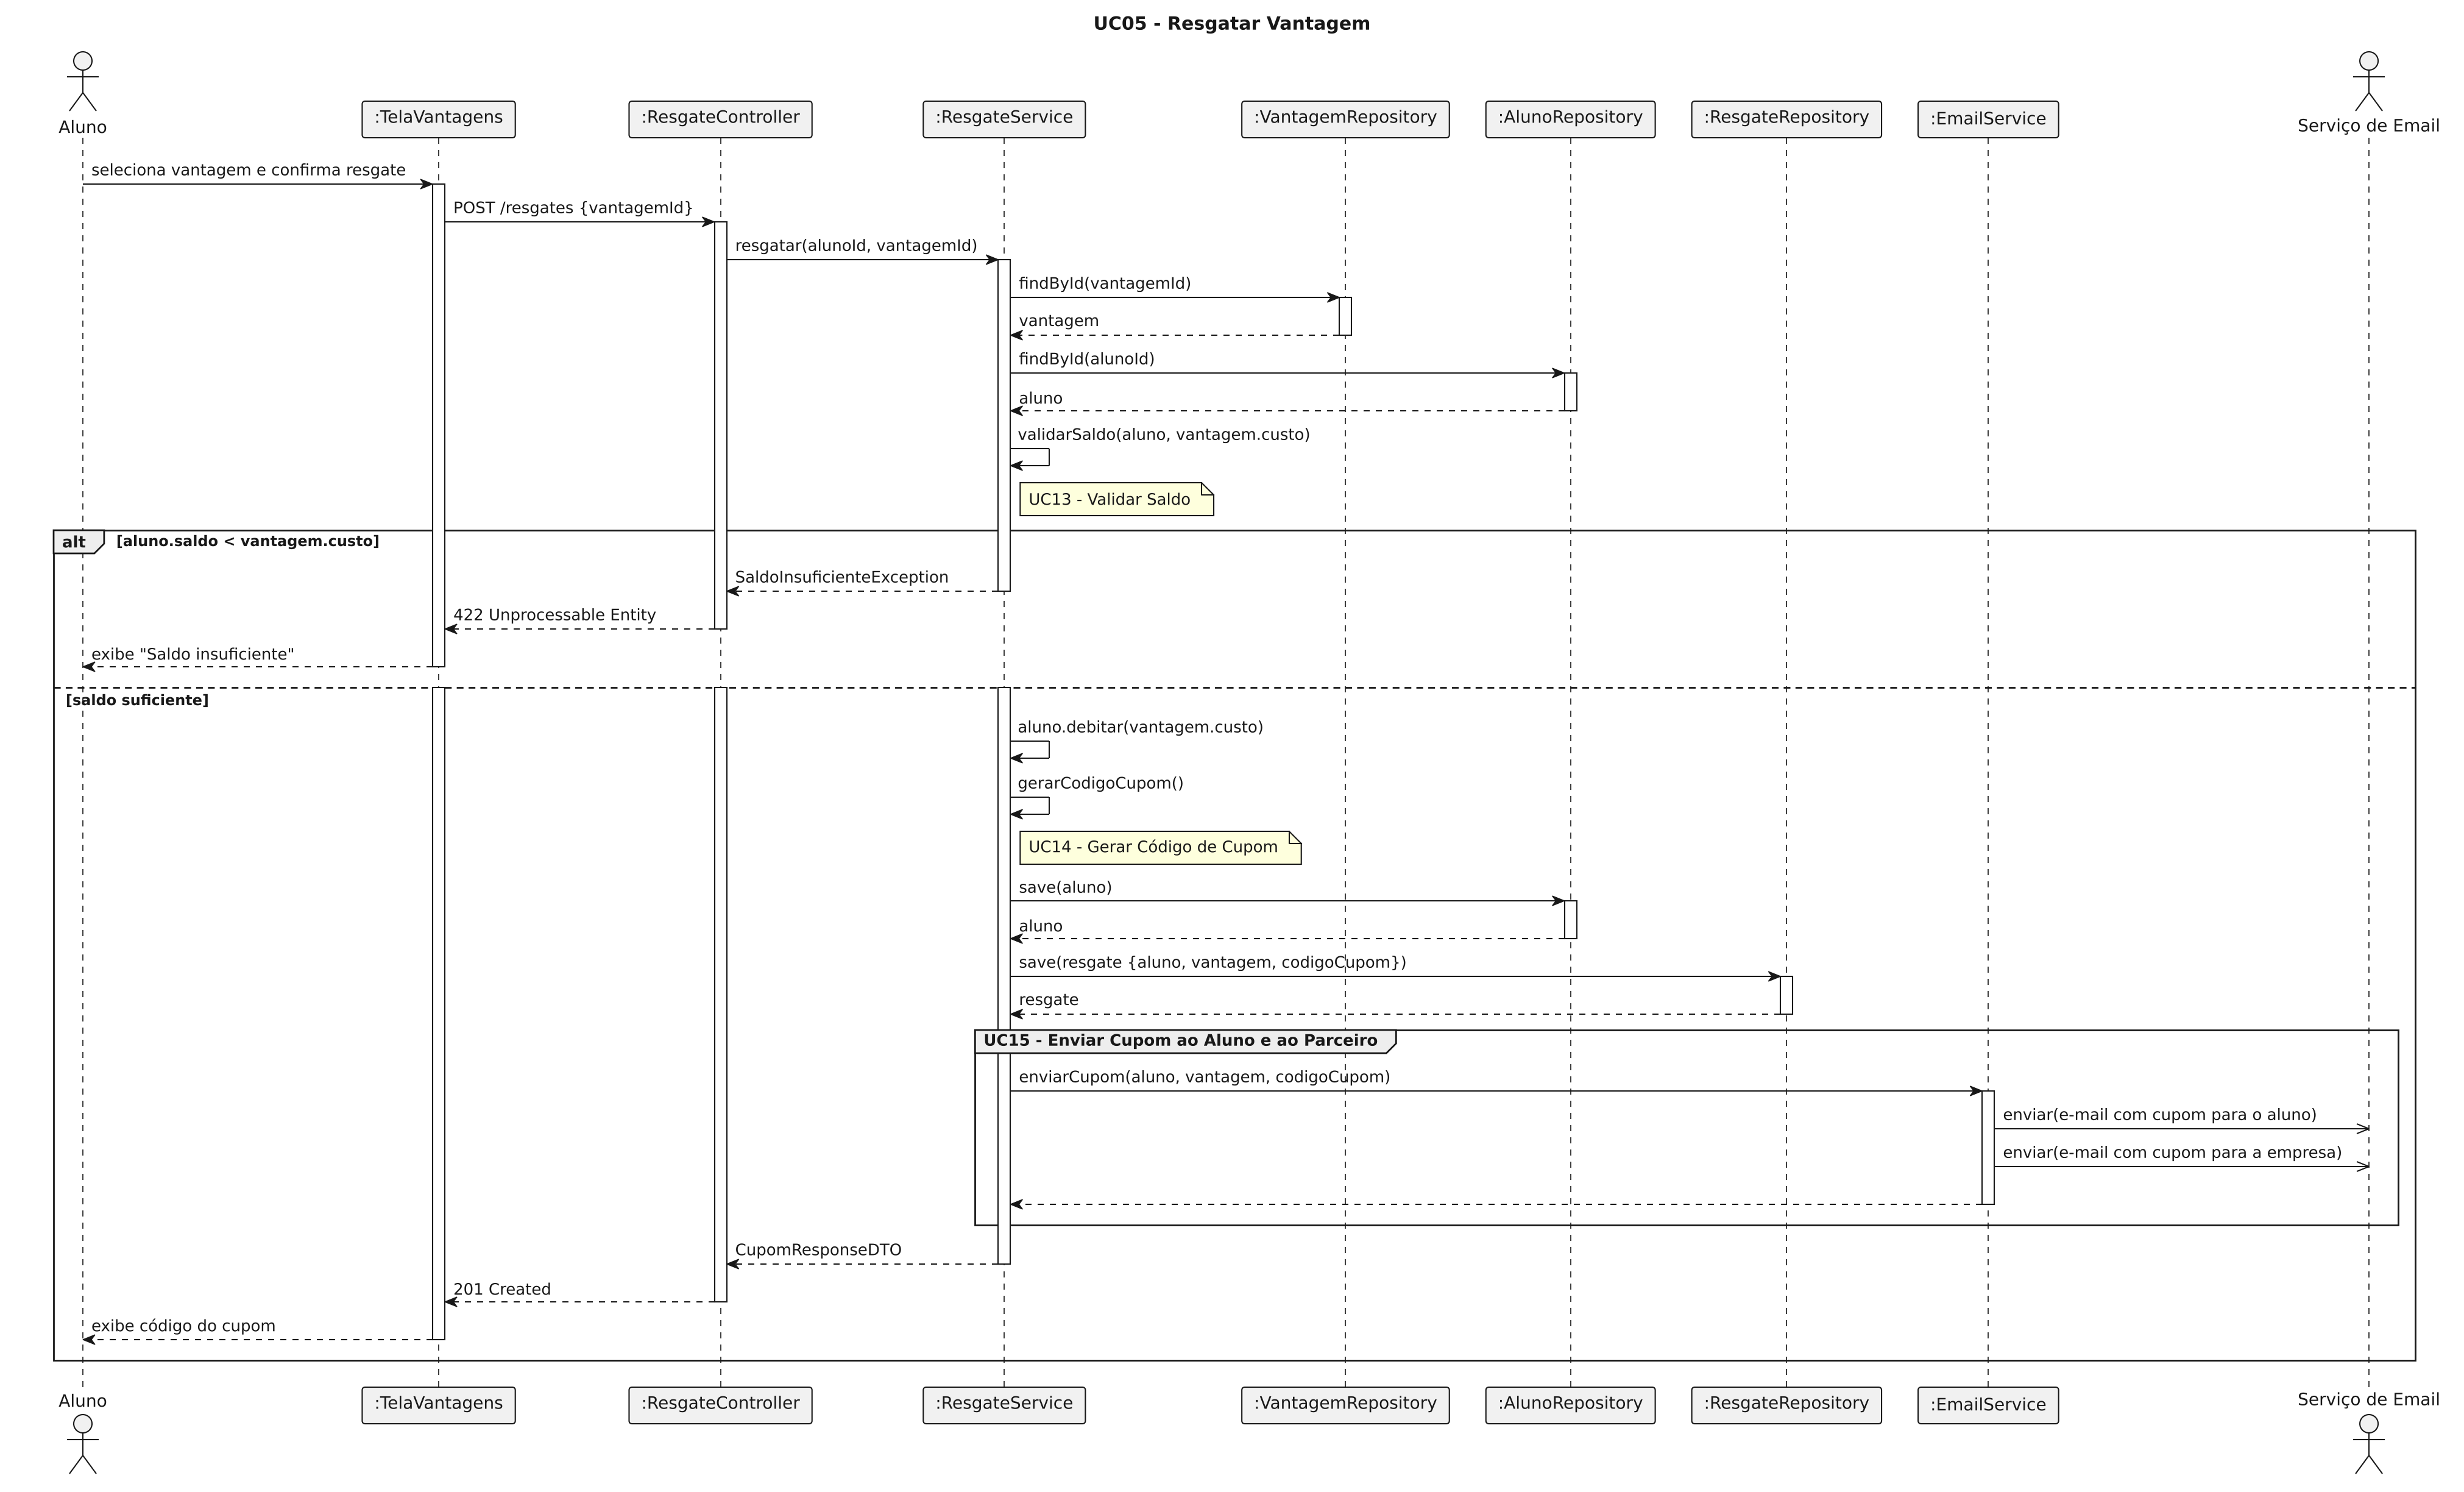 UC05 - Resgatar Vantagem
Aluno
:TelaVantagens
:ResgateController
:ResgateService
:VantagemRepository
:AlunoRepository
:ResgateRepository
:EmailService
Serviço de Email
seleciona vantagem e confirma resgate
POST /resgates {vantagemId}
resgatar(alunoId, vantagemId)
findById(vantagemId)
vantagem
findById(alunoId)
aluno
validarSaldo(aluno, vantagem.custo)
UC13 - Validar Saldo
alt [aluno.saldo < vantagem.custo]
SaldoInsuficienteException
422 Unprocessable Entity
exibe "Saldo insuficiente"
[saldo suficiente]
aluno.debitar(vantagem.custo)
gerarCodigoCupom()
UC14 - Gerar Código de Cupom
save(aluno)
aluno
save(resgate {aluno, vantagem, codigoCupom})
resgate
UC15 - Enviar Cupom ao Aluno e ao Parceiro
enviarCupom(aluno, vantagem, codigoCupom)
enviar(e-mail com cupom para o aluno)
enviar(e-mail com cupom para a empresa)
CupomResponseDTO
201 Created
exibe código do cupom
Aluno
:TelaVantagens
:ResgateController
:ResgateService
:VantagemRepository
:AlunoRepository
:ResgateRepository
:EmailService
Serviço de Email